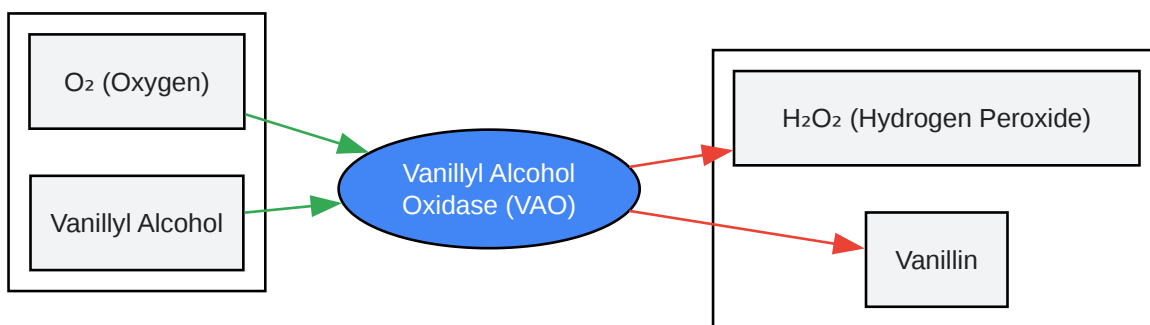 O₂ (Oxygen)
Vanillyl Alcohol
Vanillyl Alcohol
Oxidase (VAO)
H₂O₂ (Hydrogen Peroxide)
Vanillin